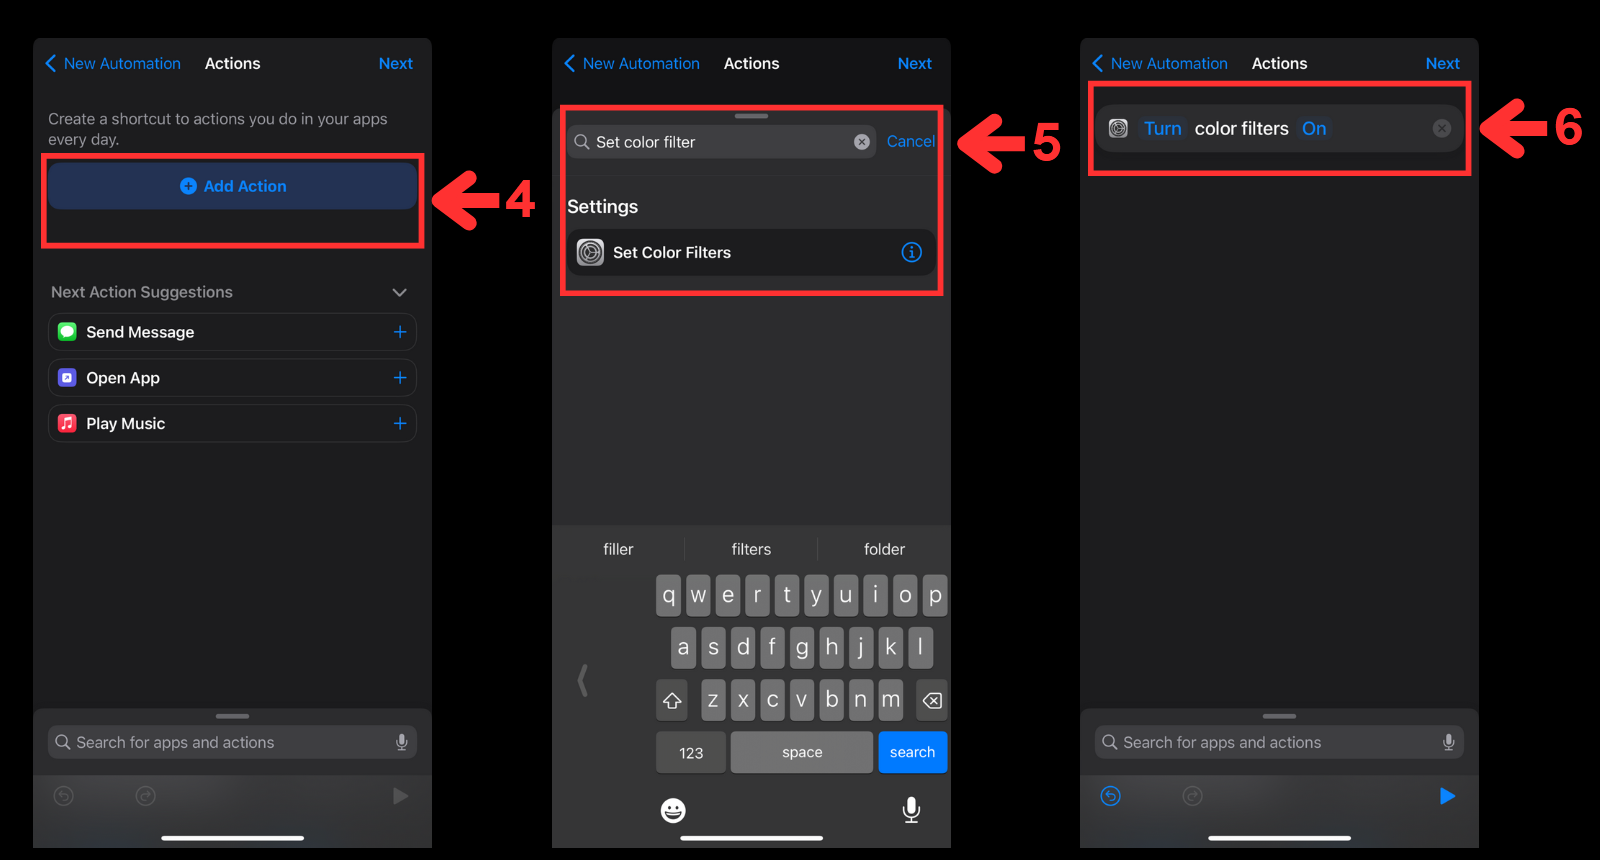 New Automation
Actions
Next
Create a shortcut to actions you do in your apps
every day.
Add Action
4
Next Action Suggestions
Send Message
Open App
Play Music
Search for apps and actions
New Automation
Actions
Next
Set color filter
Cancel
5
Settings
Set Color Filters
filler
filters
folder
q w e r t y u i o p
a s d f g h j k l
z x c v b n m
123
space
search
New Automation
Actions
Next
Turn color filters On
6
Search for apps and actions